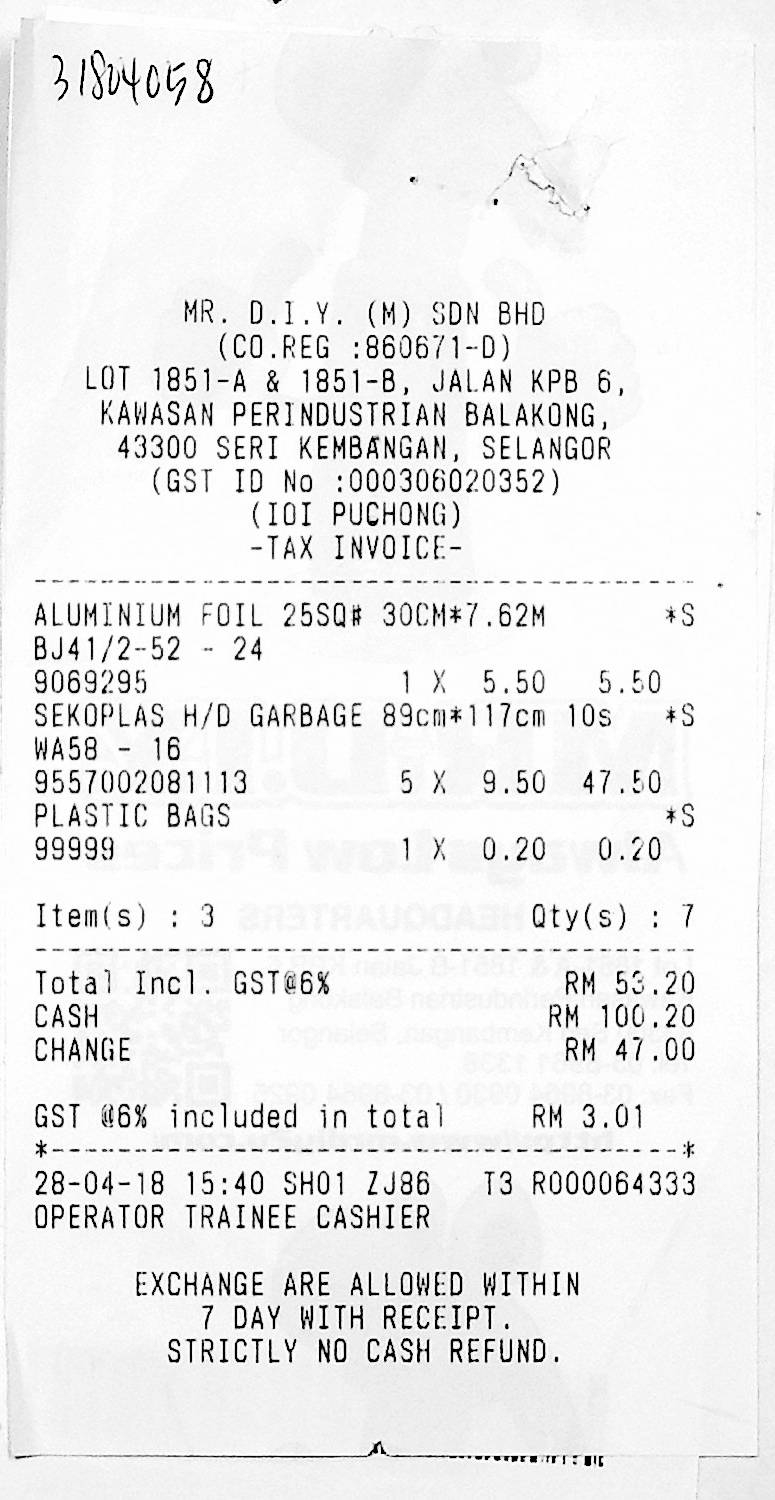 31804058
MR. D.I.Y. (M) SDN BHD
(CO.REG :860671-D)
LOT 1851-A & 1851-B, JALAN KPB 6,
KAWASAN PERINDUSTRIAN BALAKONG,
43300 SERI KEMBANGAN, SELANGOR
(GST ID No :000306020352)
(IOI PUCHONG)
-TAX INVOICE-
ALUMINIUM FOIL 25SQ# 30CM*7.62M *S
BJ41/2-52 - 24
9069295 1 X 5.50 5.50
SEKOPLAS H/D GARBAGE 89cm*117cm 10s *S
WA58 - 16
9557002081113 5 X 9.50 47.50
PLASTIC BAGS *S
99999 1 X 0.20 0.20
Item(s) : 3 Qty(s) : 7
Total Incl. GST@6% RM 53.20
CASH RM 100.20
CHANGE RM 47.00
GST @6% included in total RM 3.01
*--------------------------------------*
28-04-18 15:40 SH01 ZJ86 T3 R000064333
OPERATOR TRAINEE CASHIER
EXCHANGE ARE ALLOWED WITHIN
7 DAY WITH RECEIPT.
STRICTLY NO CASH REFUND.